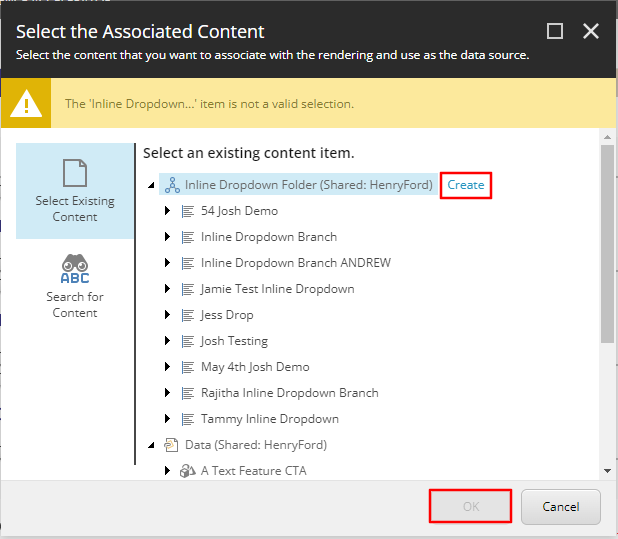 Select the Associated Content
Select the content that you want to associate with the rendering and use as the data source.
The 'Inline Dropdown...' item is not a valid selection.
Select Existing
Content
ABC
Search for
Content
Select an existing content item.
Inline Dropdown Folder (Shared: HenryFord) Create
54 Josh Demo
Inline Dropdown Branch
Inline Dropdown Branch ANDREW
Jamie Test Inline Dropdown
Jess Drop
Josh Testing
May 4th Josh Demo
Rajitha Inline Dropdown Branch
Tammy Inline Dropdown
Data (Shared: HenryFord)
A Text Feature CTA
OK
Cancel